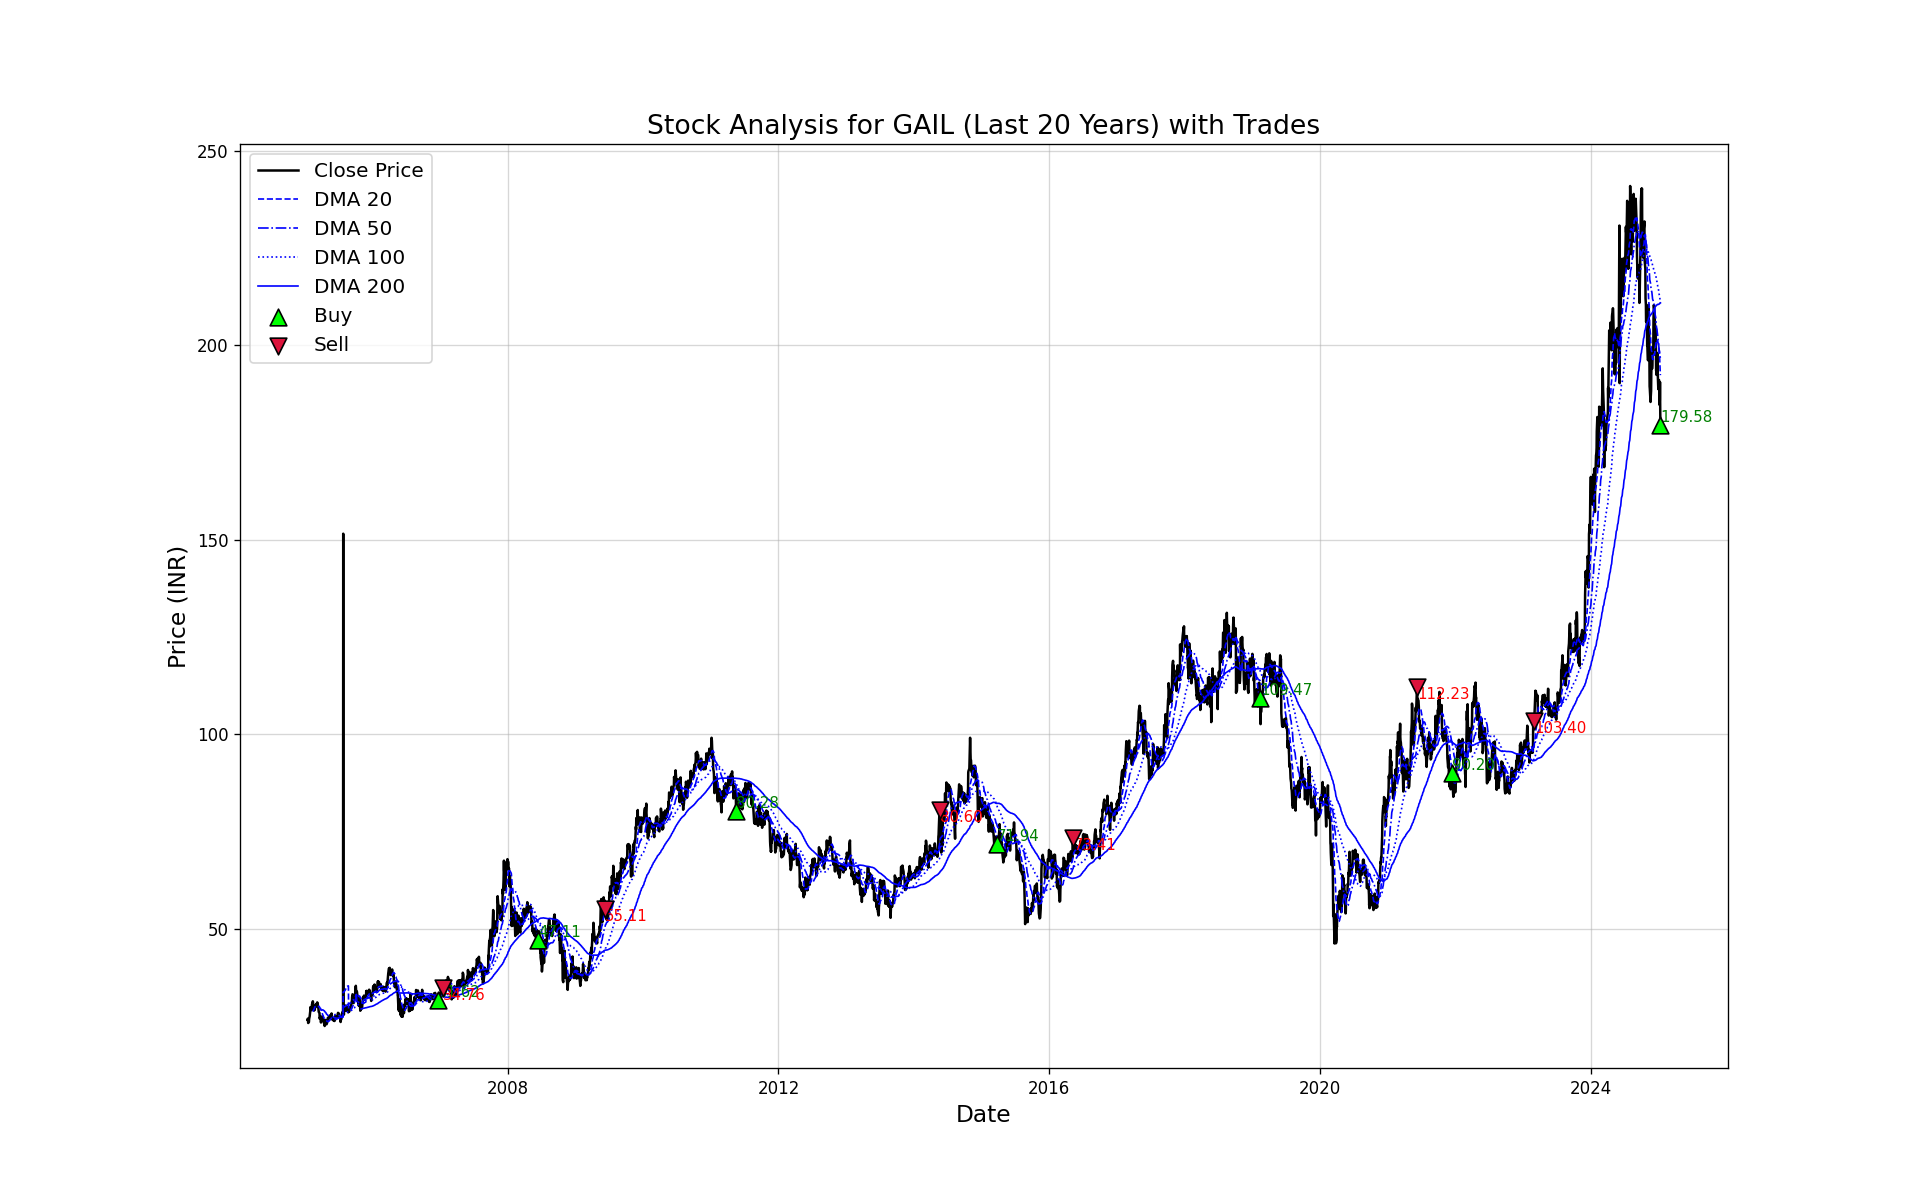 Stock Analysis for GAIL (Last 20 Years) with Trades
Close Price
DMA 20
DMA 50
DMA 100
DMA 200
Buy
Sell
Price (INR)
250
200
150
100
50
179.58
112.23
103.40
55.11
2008
2012
2016
2020
2024
Date